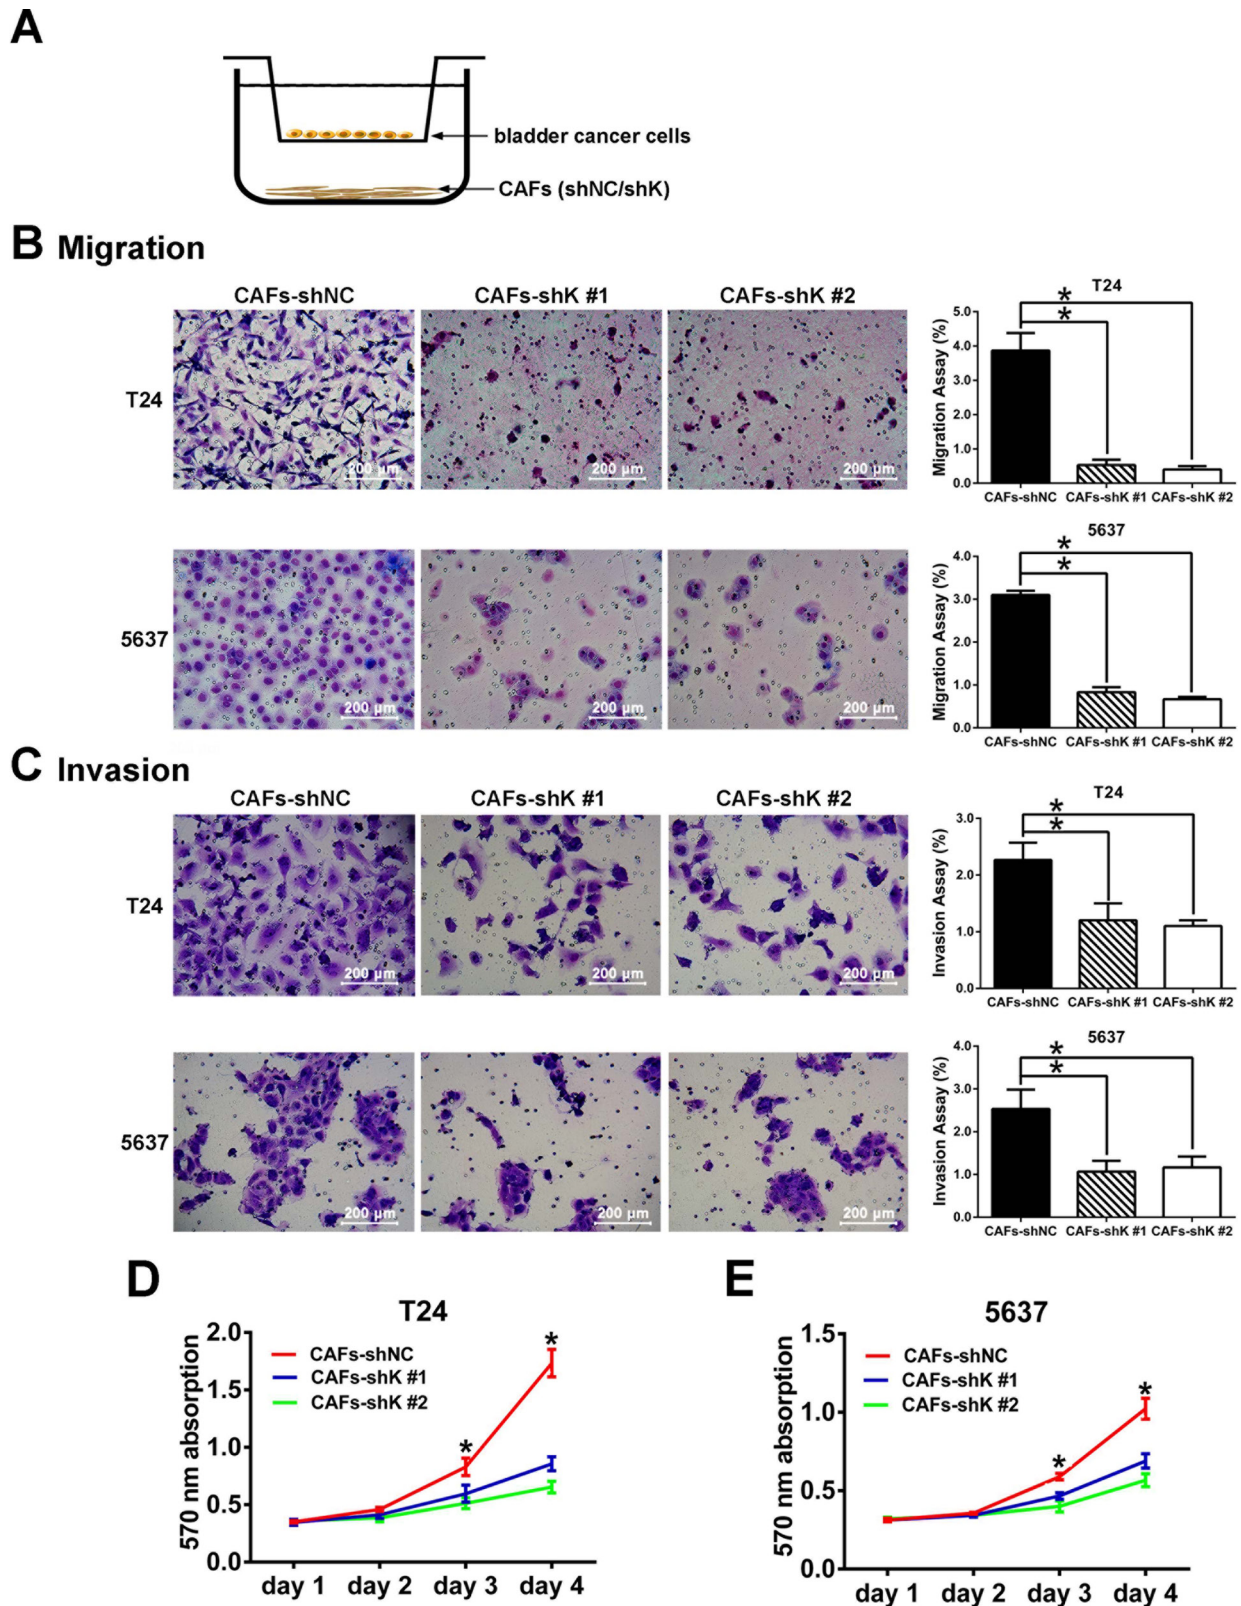 A
bladder cancer cells
CAFs (shNC/shK)
B Migration
CAFs-shNC CAFs-shK #1 CAFs-shK #2
T24
200 µm 200 µm 200 µm
T24
* *
Migration Assay (%)
5.0
4.0
3.0
2.0
1.0
0.0
CAFs-shNC CAFs-shK #1 CAFs-shK #2
5637
200 µm 200 µm 200 µm
5637
* *
Migration Assay (%)
4.0
3.0
2.0
1.0
0.0
CAFs-shNC CAFs-shK #1 CAFs-shK #2
C Invasion
CAFs-shNC CAFs-shK #1 CAFs-shK #2
T24
200 µm 200 µm 200 µm
T24
* *
Invasion Assay (%)
3.0
2.0
1.0
0.0
CAFs-shNC CAFs-shK #1 CAFs-shK #2
5637
200 µm 200 µm 200 µm
5637
* *
Invasion Assay (%)
4.0
3.0
2.0
1.0
0.0
CAFs-shNC CAFs-shK #1 CAFs-shK #2
D
T24
570 nm absorption
2.0
1.5
1.0
0.5
0.0
CAFs-shNC
CAFs-shK #1
CAFs-shK #2
* *
day 1 day 2 day 3 day 4
E
5637
570 nm absorption
1.5
1.0
0.5
0.0
CAFs-shNC
CAFs-shK #1
CAFs-shK #2
* *
day 1 day 2 day 3 day 4